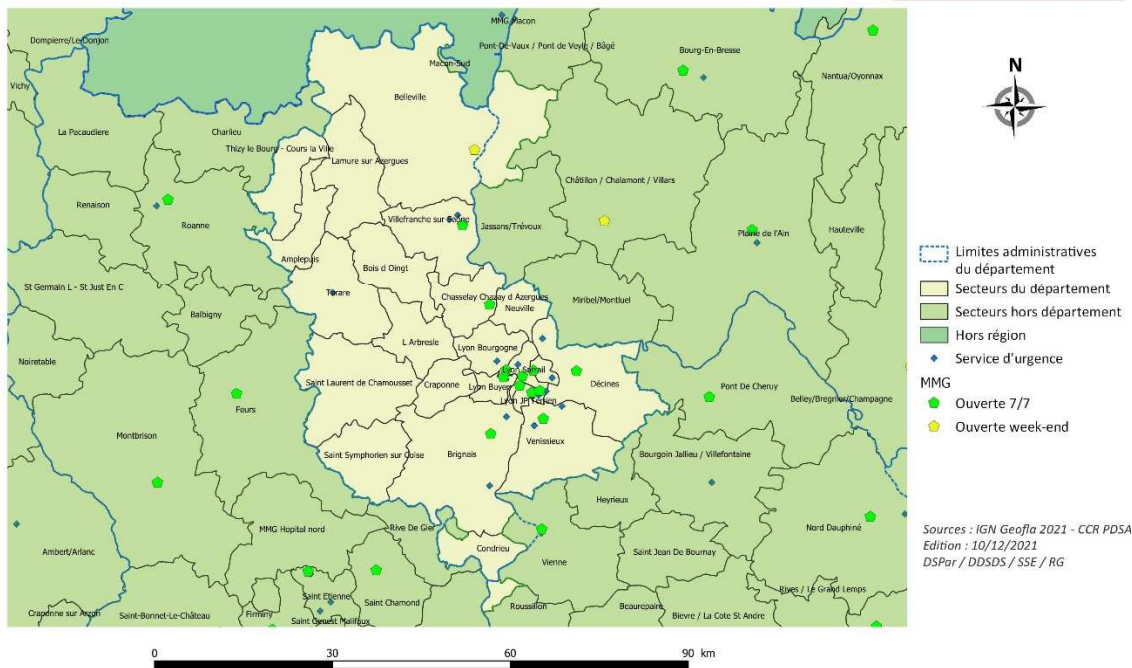 MMG Macon
Dompierre/Le-Donjon
Pont-De-Vaux / Pont de Veyle / Bâgé
Bourg-En-Bresse
Macon-Sud
Nantua/Oyonnax
Vichy
Belleville
La Pacaudiere
Charlieu
Thizy le Bourg - Cours la Ville
Lamure sur Azergues
Châtillon / Chalamont / Villars
Renaison
Roanne
Villefranche sur Saône
Jassans/Trévoux
Plaine de l'Ain
Hauteville
Amplepuis
Bois d Oingt
St Germain L - St Just En C
Tarare
Chasselay Chazay d Azergues
Neuville
Miribel/Montluel
Balbigny
L Arbresle
Lyon Bourgogne
Noiretable
Saint Laurent de Chamousset
Craponne
Lyon Buyer
Décines
Pont De Cheruy
Belley/Bregnier/Champagne
Feurs
Montbrison
Saint Symphorien sur Coise
Brignais
Venissieux
Bourgoin Jallieu / Villefontaine
Heyrieux
MMG Hopital nord
Rive De Gier
Nord Dauphiné
Condrieu
Vienne
Saint Jean De Bournay
Ambert/Arlanc
Saint Etienne
Saint Chamond
Rives / Le Grand Lemps
Craponne sur Arzon
Saint-Bonnet-Le-Château
Firminy
Saint Genest Malifaux
Roussillon
Beaurepaire
Bievre / La Cote St Andre
N
Limites administratives
du département
Secteurs du département
Secteurs hors département
Hors région
Service d'urgence
MMG
Ouverte 7/7
Ouverte week-end
Sources : IGN Geofla 2021 - CCR PDSA
Edition : 10/12/2021
DSPar / DDSDS / SSE / RG
0 30 60 90 km